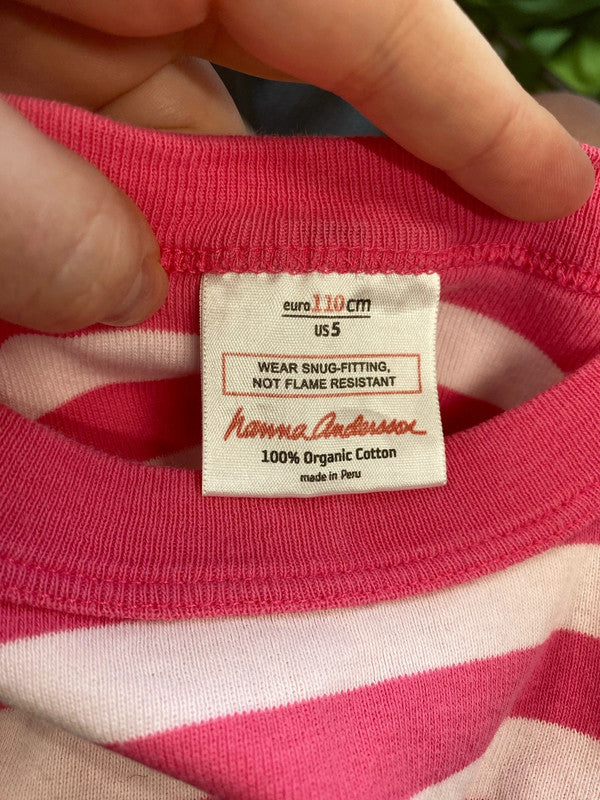 euro 110 cm
US 5
WEAR SNUG-FITTING,
NOT FLAME RESISTANT
hanna andersson
100% Organic Cotton
made in Peru